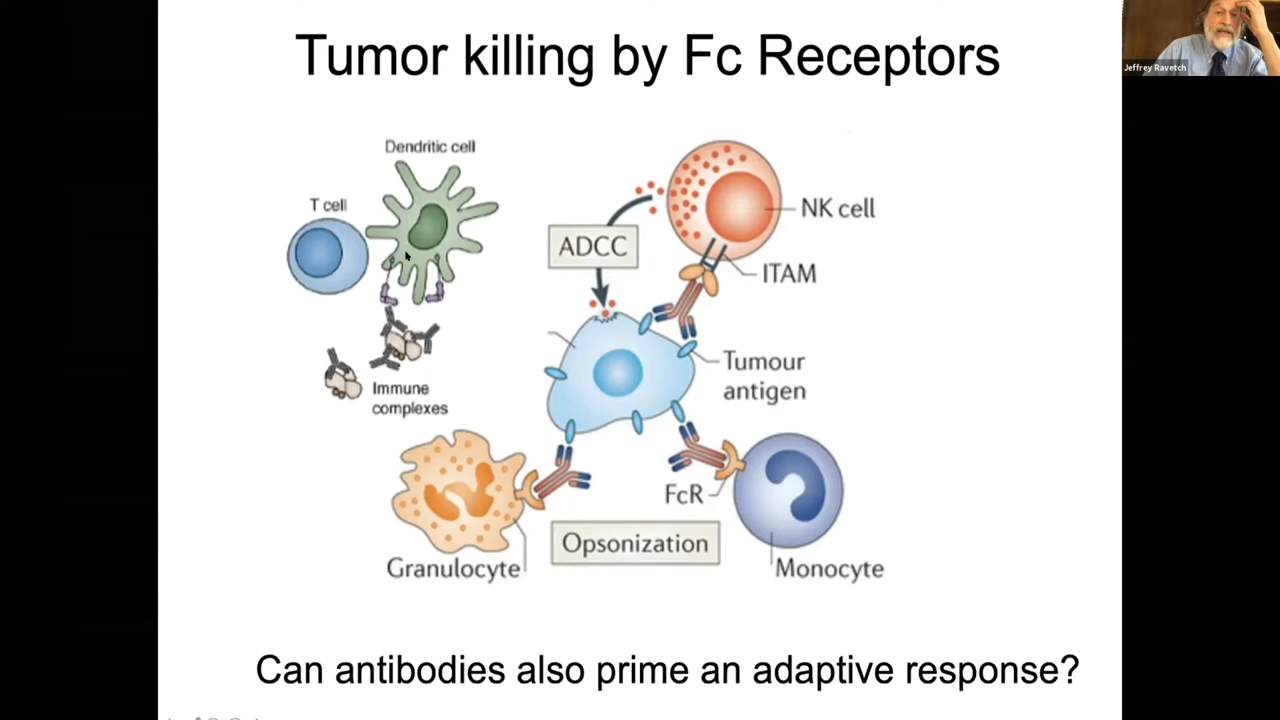 Tumor killing by Fc Receptors
Jeffrey Ravetch
Dendritic cell
T cell
NK cell
ADCC
ITAM
Tumour
antigen
Immune
complexes
FcR
Opsonization
Granulocyte
Monocyte
Can antibodies also prime an adaptive response?